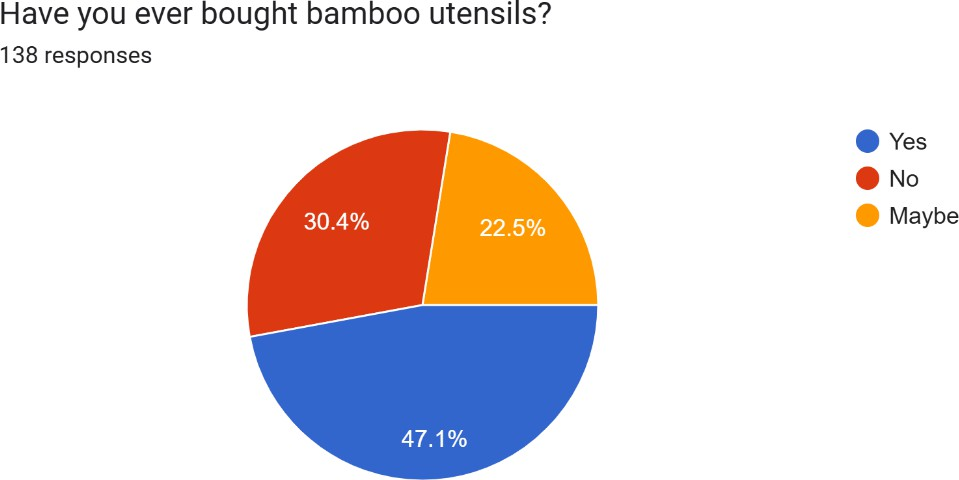 Have you ever bought bamboo utensils?
138 responses
Yes
No
Maybe
30.4%
22.5%
47.1%